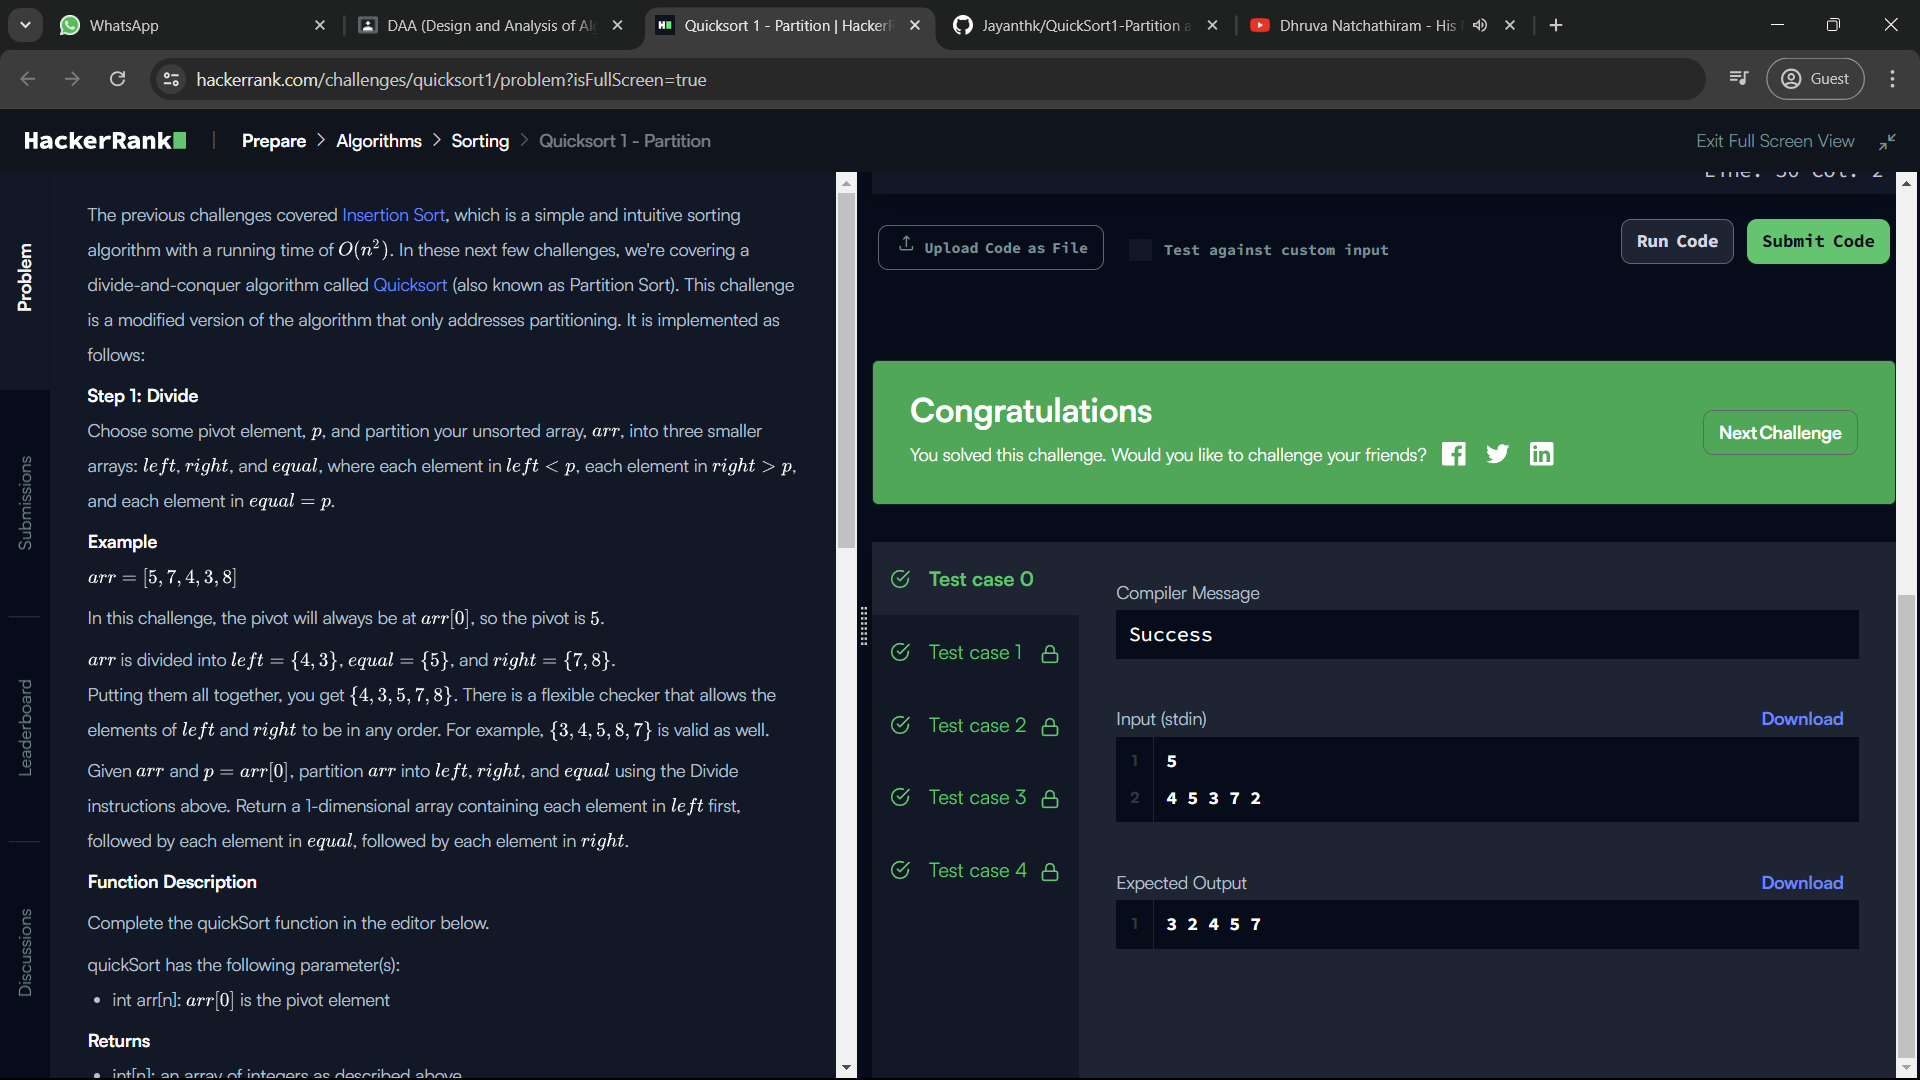 WhatsApp
DAA (Design and Analysis of Al
Quicksort 1 - Partition | HackerR
Jayanthk/QuickSort1-Partition a
Dhruva Natchathiram - His
hackerrank.com/challenges/quicksort1/problem?isFullScreen=true
Guest
HackerRank
Prepare > Algorithms > Sorting > Quicksort 1 - Partition
Exit Full Screen View
Problem
Submissions
Leaderboard
Discussions
The previous challenges covered Insertion Sort, which is a simple and intuitive sorting
algorithm with a running time of O(n²). In these next few challenges, we're covering a
divide-and-conquer algorithm called Quicksort (also known as Partition Sort). This challenge
is a modified version of the algorithm that only addresses partitioning. It is implemented as
follows:
Step 1: Divide
Choose some pivot element, p, and partition your unsorted array, arr, into three smaller
arrays: left, right, and equal, where each element in left < p, each element in right > p,
and each element in equal = p.
Example
arr = [5, 7, 4, 3, 8]
In this challenge, the pivot will always be at arr[0], so the pivot is 5.
arr is divided into left = {4, 3}, equal = {5}, and right = {7, 8}.
Putting them all together, you get {4, 3, 5, 7, 8}. There is a flexible checker that allows the
elements of left and right to be in any order. For example, {3, 4, 5, 8, 7} is valid as well.
Given arr and p = arr[0], partition arr into left, right, and equal using the Divide
instructions above. Return a 1-dimensional array containing each element in left first,
followed by each element in equal, followed by each element in right.
Function Description
Complete the quickSort function in the editor below.
quickSort has the following parameter(s):
• int arr[n]: arr[0] is the pivot element
Returns
• int[n]: an array of integers as described above
Line: 30 Col: 2
Upload Code as File
Test against custom input
Run Code
Submit Code
Congratulations
You solved this challenge. Would you like to challenge your friends?
Next Challenge
Test case 0
Test case 1
Test case 2
Test case 3
Test case 4
Compiler Message
Success
Input (stdin)
Download
1 5
2 4 5 3 7 2
Expected Output
Download
1 3 2 4 5 7